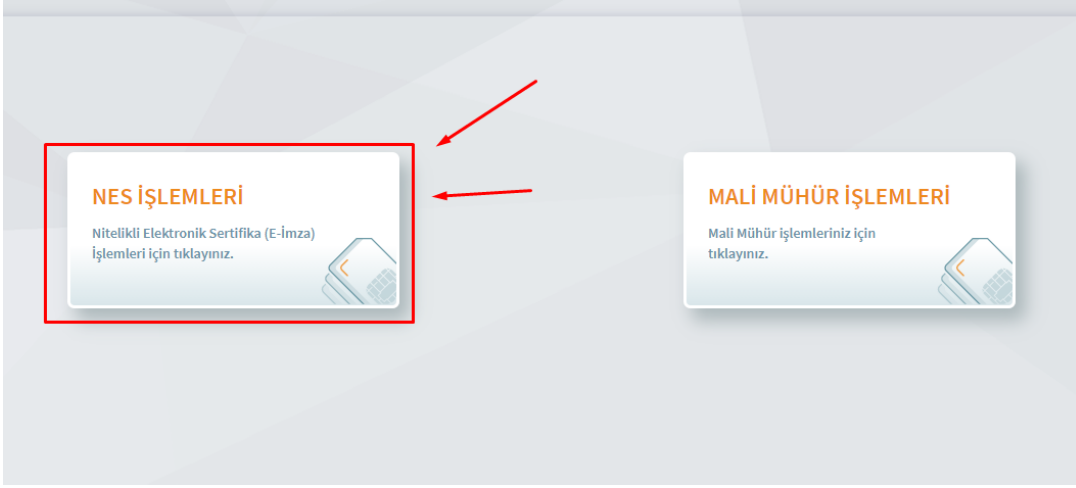 NES İŞLEMLERİ
Nitelikli Elektronik Sertifika (E-İmza)
İşlemleri için tıklayınız.
MALİ MÜHÜR İŞLEMLERİ
Mali Mühür işlemleriniz için
tıklayınız.